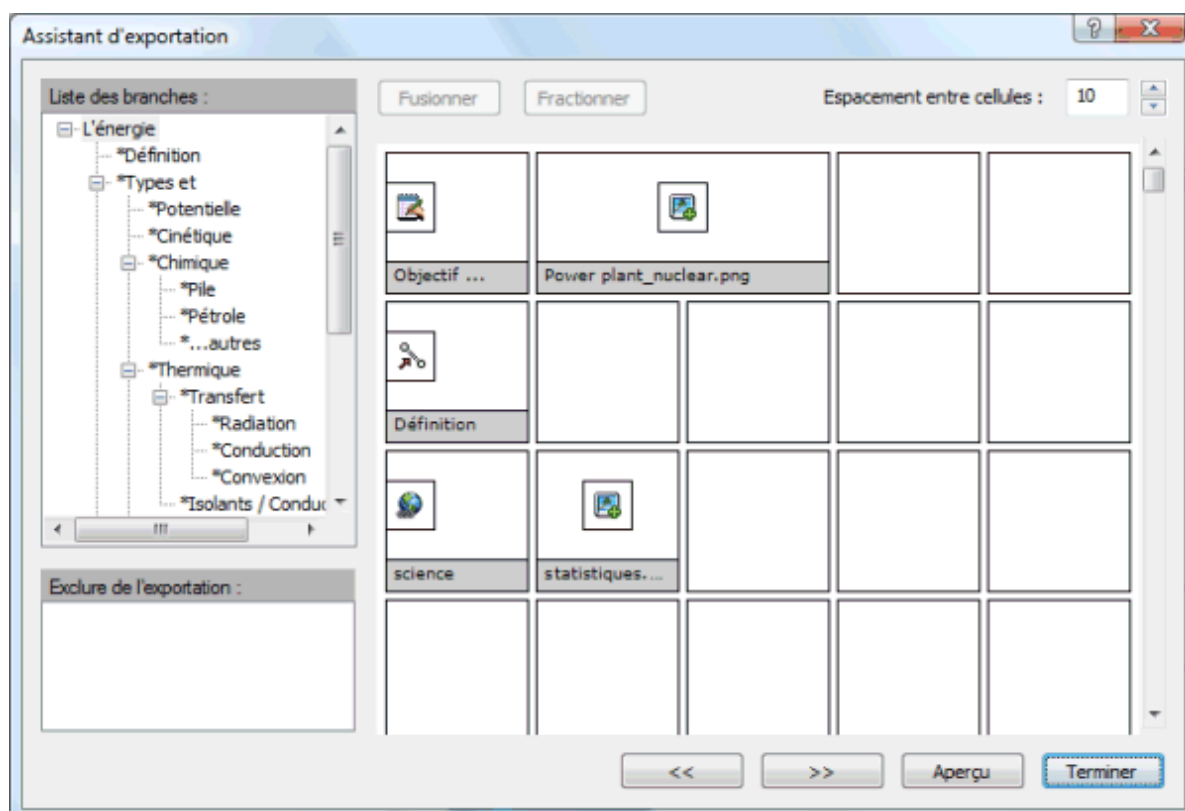 Assistant d'exportation
Liste des branches :
L'énergie
*Définition
*Types et
*Potentielle
*Cinétique
*Chimique
*Pile
*Pétrole
*...autres
*Thermique
*Transfert
*Radiation
*Conduction
*Convexion
*Isolants / Conduc
Exclure de l'exportation :
Fusionner
Fractionner
Espacement entre cellules :
10
Objectif ...
Power plant_nuclear.png
Définition
science
statistiques....
<<
>>
Aperçu
Terminer